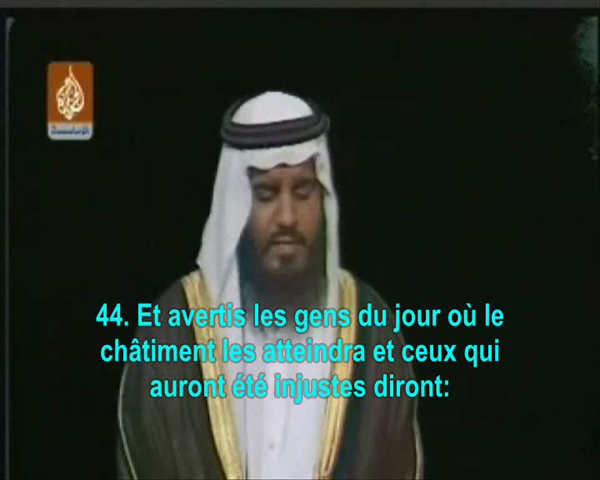 44. Et avertis les gens du jour où le
châtiment les atteindra et ceux qui
auront été injustes diront: